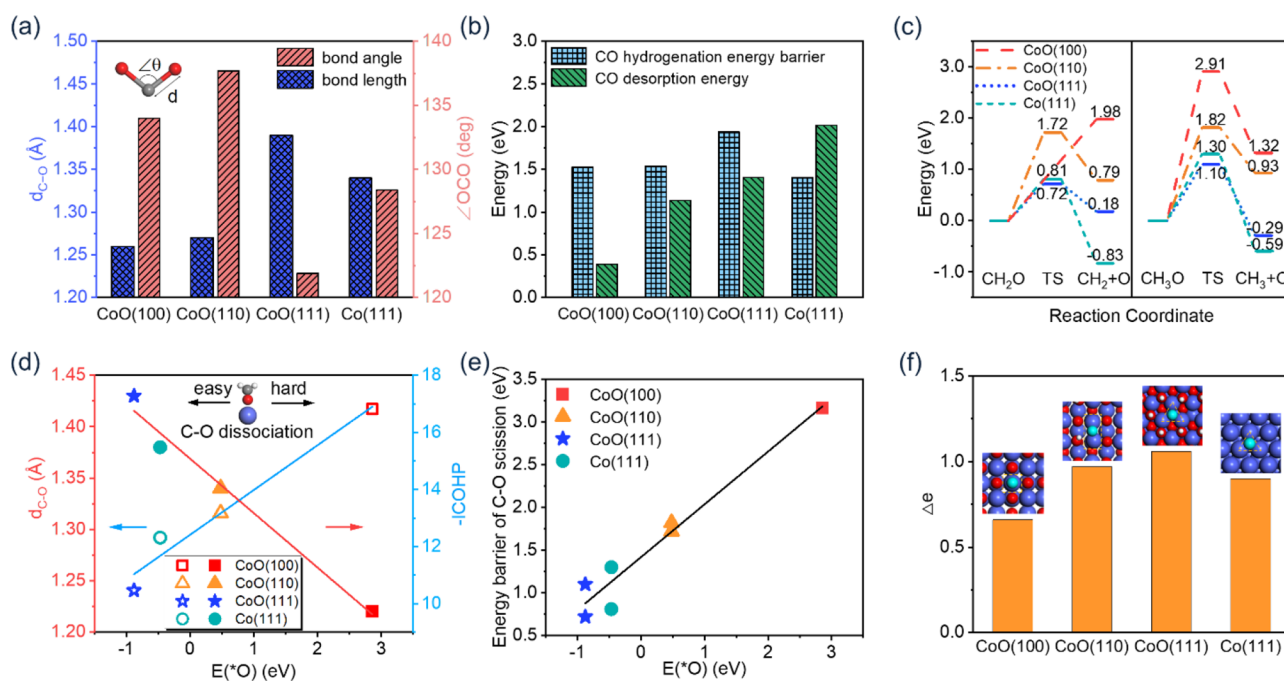 (a)
1.50
1.45
1.40
1.35
1.30
1.25
1.20
d_C-O (Å)
∠θ
d
bond angle
bond length
140
135
130
125
120
∠OCO (deg)
CoO(100) CoO(110) CoO(111) Co(111)
(b)
3.0
2.5
2.0
1.5
1.0
0.5
0.0
Energy (eV)
CO hydrogenation energy barrier
CO desorption energy
CoO(100) CoO(110) CoO(111) Co(111)
(c)
3.0
2.0
1.0
0.0
-1.0
Energy (eV)
CoO(100)
CoO(110)
CoO(111)
Co(111)
1.72
1.98
0.81
0.72
0.79
0.18
-0.83
2.91
1.82
1.30
1.10
1.32
0.93
-0.29
-0.59
CH₂O TS CH₂+O CH₃O TS CH₃+O
Reaction Coordinate
(d)
1.45
1.40
1.35
1.30
1.25
1.20
d_C-O (Å)
easy hard
C-O dissociation
CoO(100)
CoO(110)
CoO(111)
Co(111)
18
16
14
12
10
-ICOHP
-1 0 1 2 3
E(*O) (eV)
(e)
3.5
3.0
2.5
2.0
1.5
1.0
0.5
Energy barrier of C-O scission (eV)
CoO(100)
CoO(110)
CoO(111)
Co(111)
-1 0 1 2 3
E(*O) (eV)
(f)
1.5
1.0
0.5
0.0
Δe
CoO(100) CoO(110) CoO(111) Co(111)